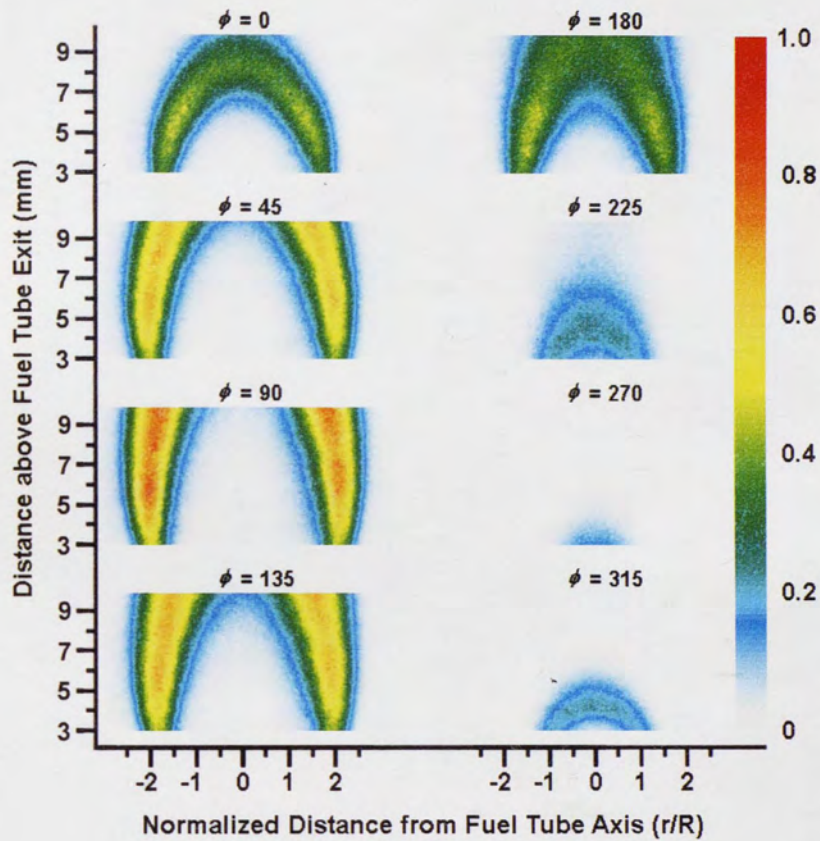 ϕ = 0
ϕ = 180
9
7
5
3
ϕ = 45
ϕ = 225
9
7
5
3
ϕ = 90
ϕ = 270
9
7
5
3
ϕ = 135
ϕ = 315
9
7
5
3
Distance above Fuel Tube Exit (mm)
1.0
0.8
0.6
0.4
0.2
0
-2 -1 0 1 2
-2 -1 0 1 2
Normalized Distance from Fuel Tube Axis (r/R)